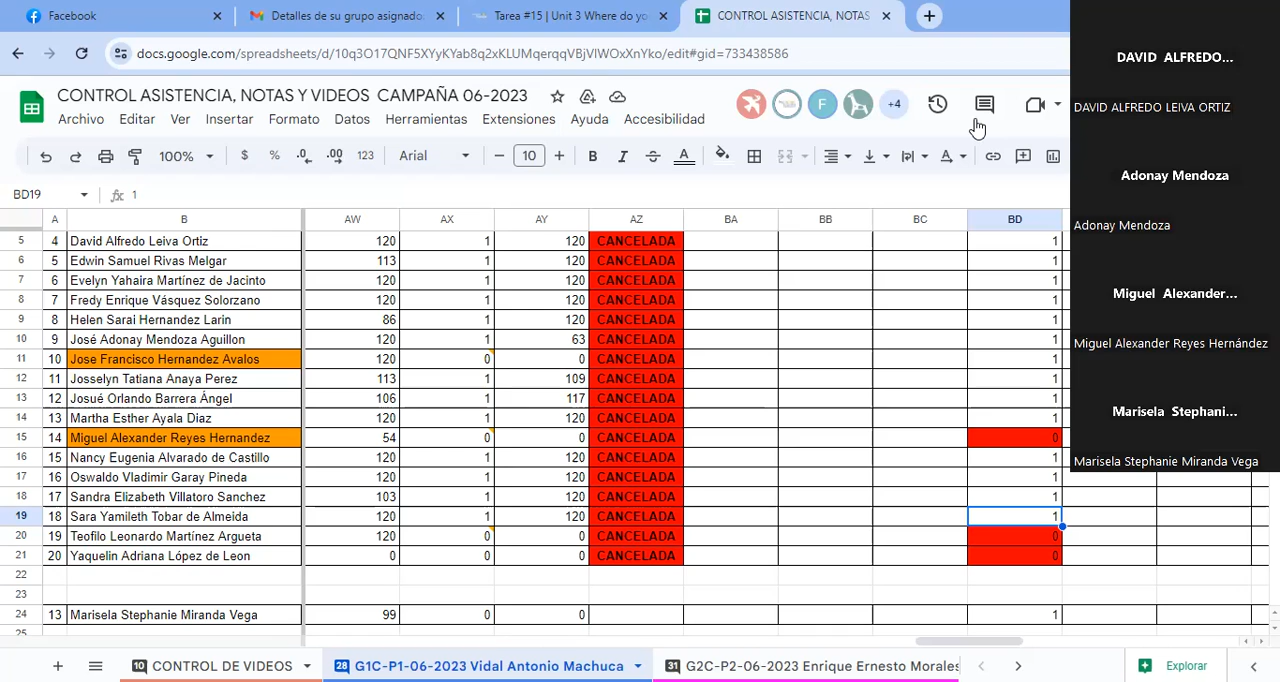 Facebook
Detalles de su grupo asignado
Tarea #15 | Unit 3 Where do yo
CONTROL ASISTENCIA, NOTAS
docs.google.com/spreadsheets/d/10q3O17QNF5XYyKYab8q2xKLUMqerqqVBjVIWOxXnYko/edit#gid=733438586
CONTROL ASISTENCIA, NOTAS Y VIDEOS CAMPAÑA 06-2023
F +4
Archivo Editar Ver Insertar Formato Datos Herramientas Extensiones Ayuda Accesibilidad
100% $ % .0 .00 123 Arial 10 B I A
BD19 fx 1
A B AW AX AY AZ BA BB BC BD
5 4 David Alfredo Leiva Ortiz 120 1 120 CANCELADA 1
6 5 Edwin Samuel Rivas Melgar 113 1 120 CANCELADA 1
7 6 Evelyn Yahaira Martínez de Jacinto 120 1 120 CANCELADA 1
8 7 Fredy Enrique Vásquez Solorzano 120 1 120 CANCELADA 1
9 8 Helen Sarai Hernandez Larin 86 1 120 CANCELADA 1
10 9 José Adonay Mendoza Aguillon 120 1 63 CANCELADA 1
11 10 Jose Francisco Hernandez Avalos 120 0 0 CANCELADA 1
12 11 Josselyn Tatiana Anaya Perez 113 1 109 CANCELADA 1
13 12 Josué Orlando Barrera Ángel 106 1 117 CANCELADA 1
14 13 Martha Esther Ayala Diaz 120 1 120 CANCELADA 1
15 14 Miguel Alexander Reyes Hernandez 54 0 0 CANCELADA 0
16 15 Nancy Eugenia Alvarado de Castillo 120 1 120 CANCELADA 1
17 16 Oswaldo Vladimir Garay Pineda 120 1 120 CANCELADA 1
18 17 Sandra Elizabeth Villatoro Sanchez 103 1 120 CANCELADA 1
19 18 Sara Yamileth Tobar de Almeida 120 1 120 CANCELADA 1
20 19 Teofilo Leonardo Martínez Argueta 120 0 0 CANCELADA 0
21 20 Yaquelin Adriana López de Leon 0 0 0 CANCELADA 0
22
23
24 13 Marisela Stephanie Miranda Vega 99 0 0 1
25
10 CONTROL DE VIDEOS 28 G1C-P1-06-2023 Vidal Antonio Machuca 31 G2C-P2-06-2023 Enrique Ernesto Morales Explorar
DAVID ALFREDO...
DAVID ALFREDO LEIVA ORTIZ
Adonay Mendoza
Adonay Mendoza
Miguel Alexander...
Miguel Alexander Reyes Hernández
Marisela Stephani...
Marisela Stephanie Miranda Vega